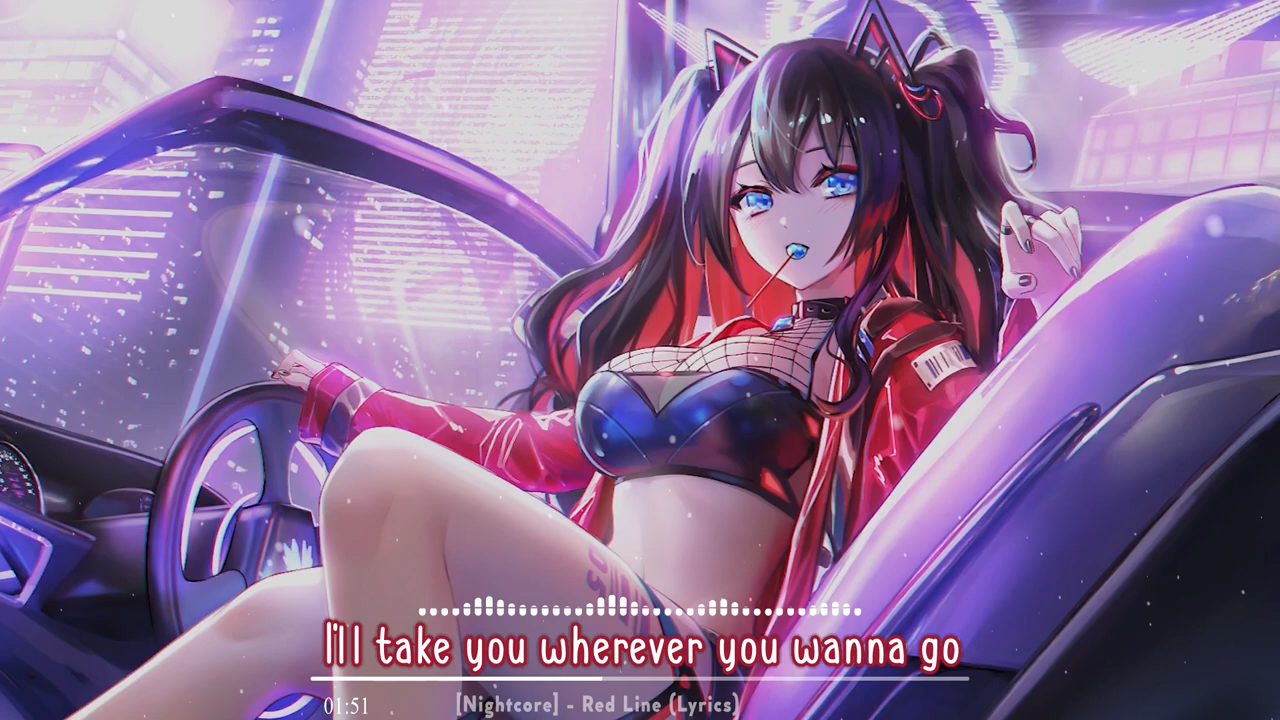 I'll take you wherever you wanna go
01:51
[Nightcore] - Red Line (Lyrics)